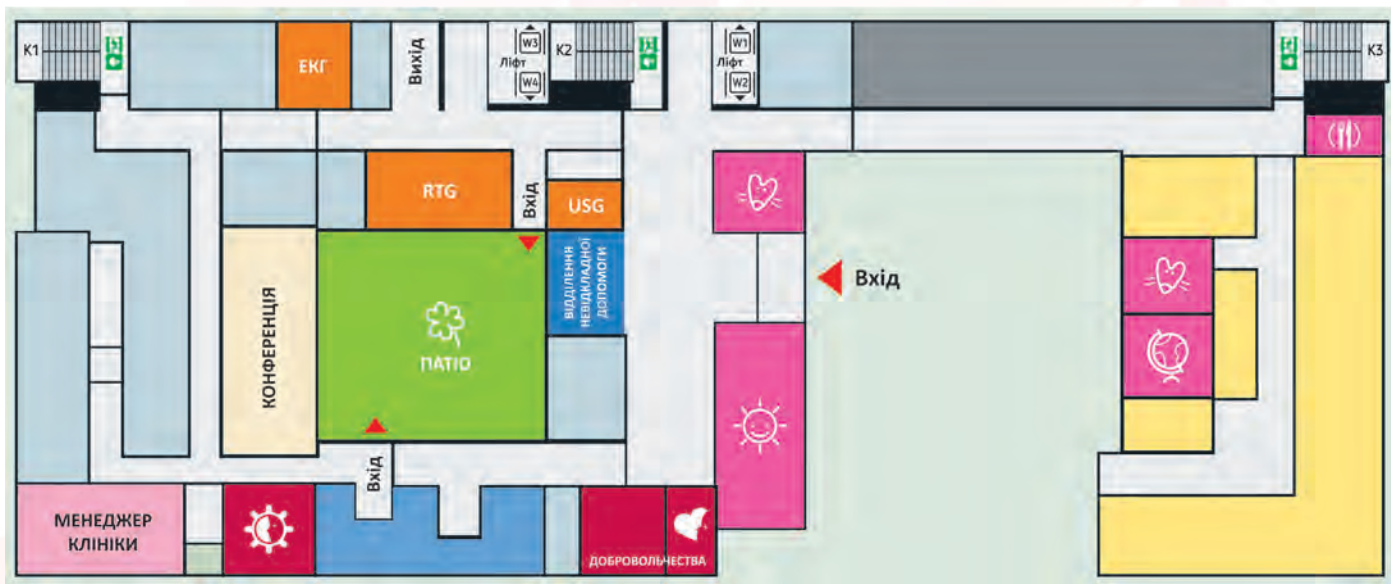 K1
ЕКГ
Вихід
W3
Ліфт
W4
K2
W1
Ліфт
W2
K3
RTG
Вхід
USG
ВІДДІЛЕННЯ
НЕВІДКЛАДНОЇ
ДОПОМОГИ
Вхід
КОНФЕРЕНЦІЯ
ПАТІО
Вхід
МЕНЕДЖЕР
КЛІНІКИ
ДОБРОВОЛЬЧЕСТВА